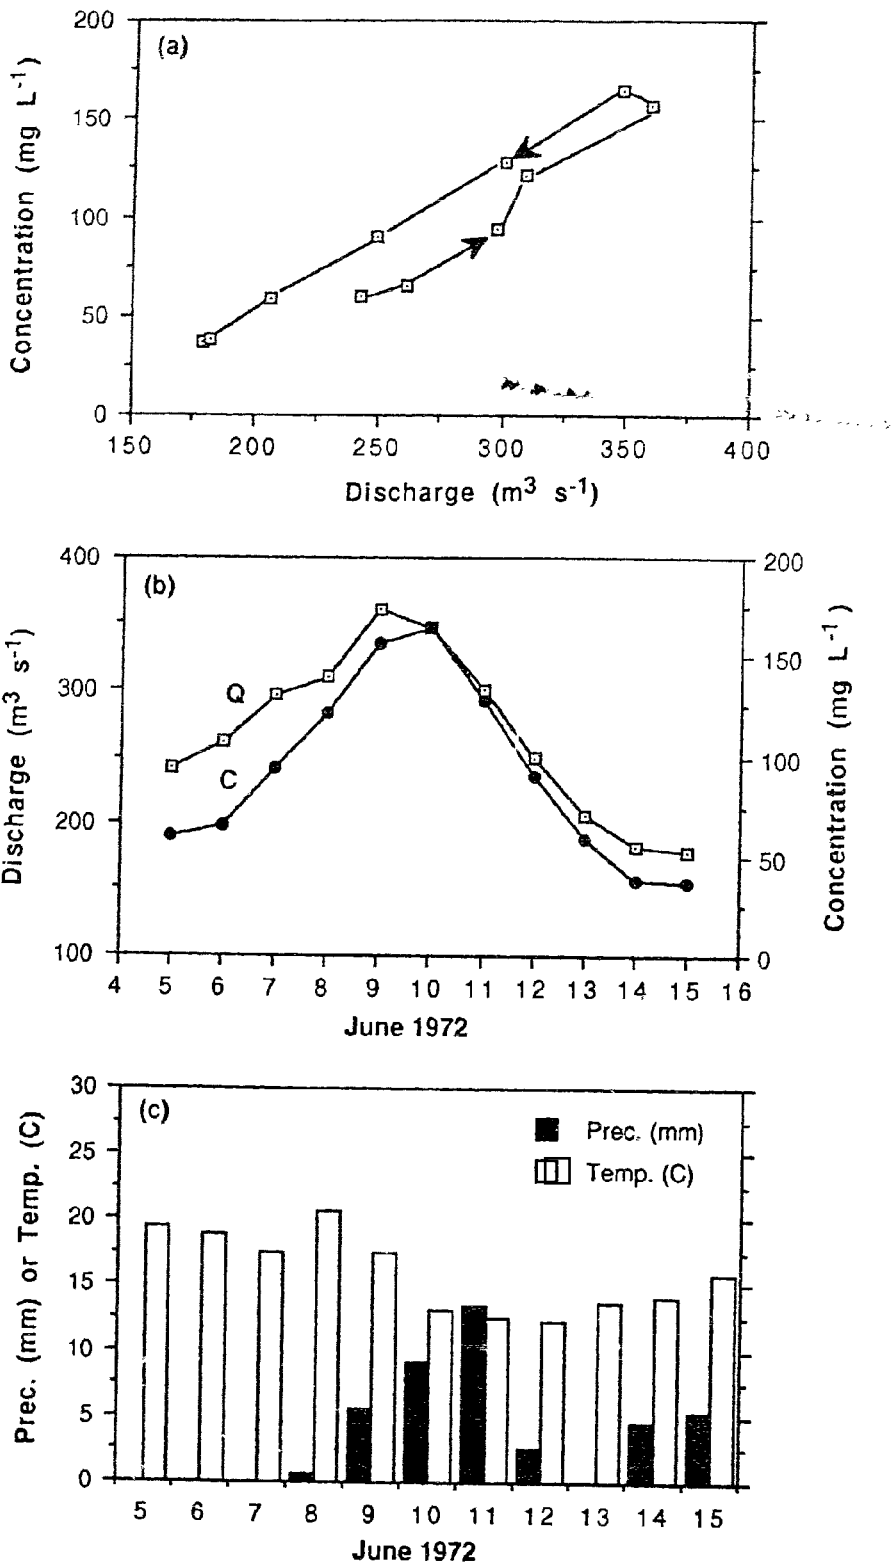 (a)
Concentration (mg L⁻¹)
200
150
100
50
0
150 200 250 300 350 400
Discharge (m³ s⁻¹)
(b)
Discharge (m³ s⁻¹)
400
300
200
100
Q
C
Concentration (mg L⁻¹)
200
150
100
50
0
4 5 6 7 8 9 10 11 12 13 14 15 16
June 1972
(c)
Prec. (mm) or Temp. (C)
30
25
20
15
10
5
0
Prec. (mm)
Temp. (C)
5 6 7 8 9 10 11 12 13 14 15
June 1972